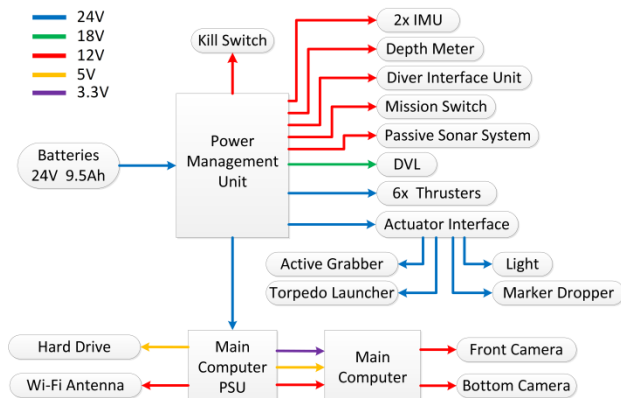 24V
18V
12V
5V
3.3V
Kill Switch
2x IMU
Depth Meter
Diver Interface Unit
Mission Switch
Passive Sonar System
DVL
6x Thrusters
Actuator Interface
Power
Management
Unit
Batteries
24V 9.5Ah
Active Grabber
Light
Torpedo Launcher
Marker Dropper
Hard Drive
Wi-Fi Antenna
Main
Computer
PSU
Main
Computer
Front Camera
Bottom Camera